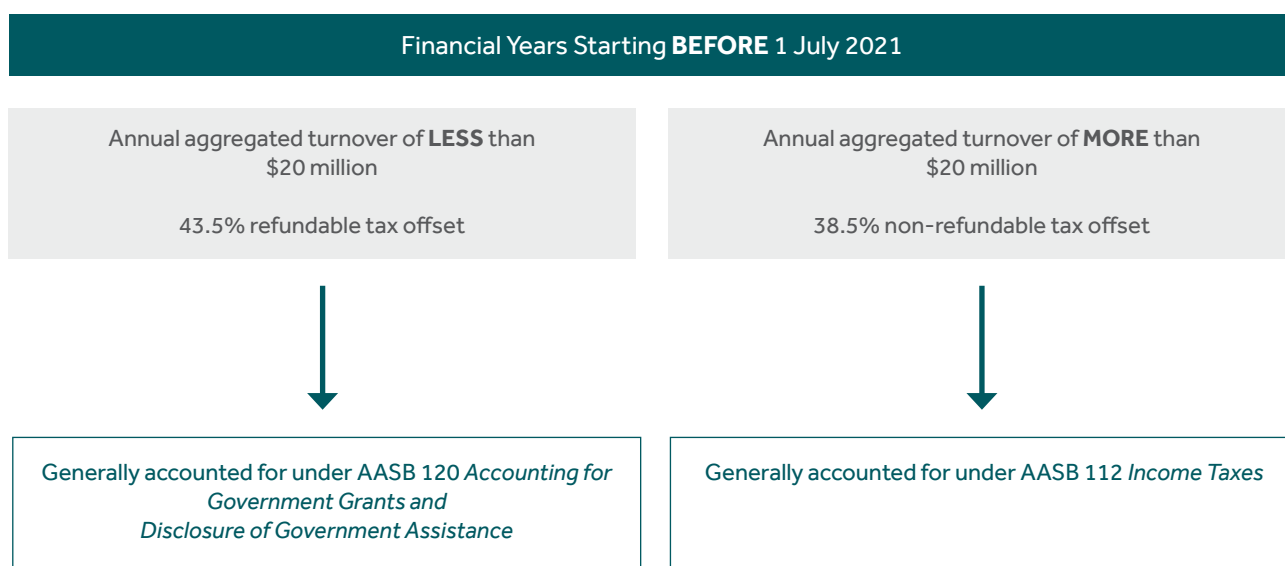 Financial Years Starting BEFORE 1 July 2021
Annual aggregated turnover of LESS than
$20 million
43.5% refundable tax offset
Annual aggregated turnover of MORE than
$20 million
38.5% non-refundable tax offset
Generally accounted for under AASB 120 Accounting for
Government Grants and
Disclosure of Government Assistance
Generally accounted for under AASB 112 Income Taxes